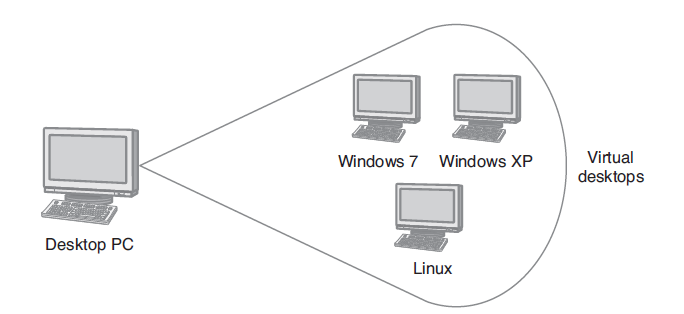 Windows 7
Windows XP
Virtual
desktops
Desktop PC
Linux